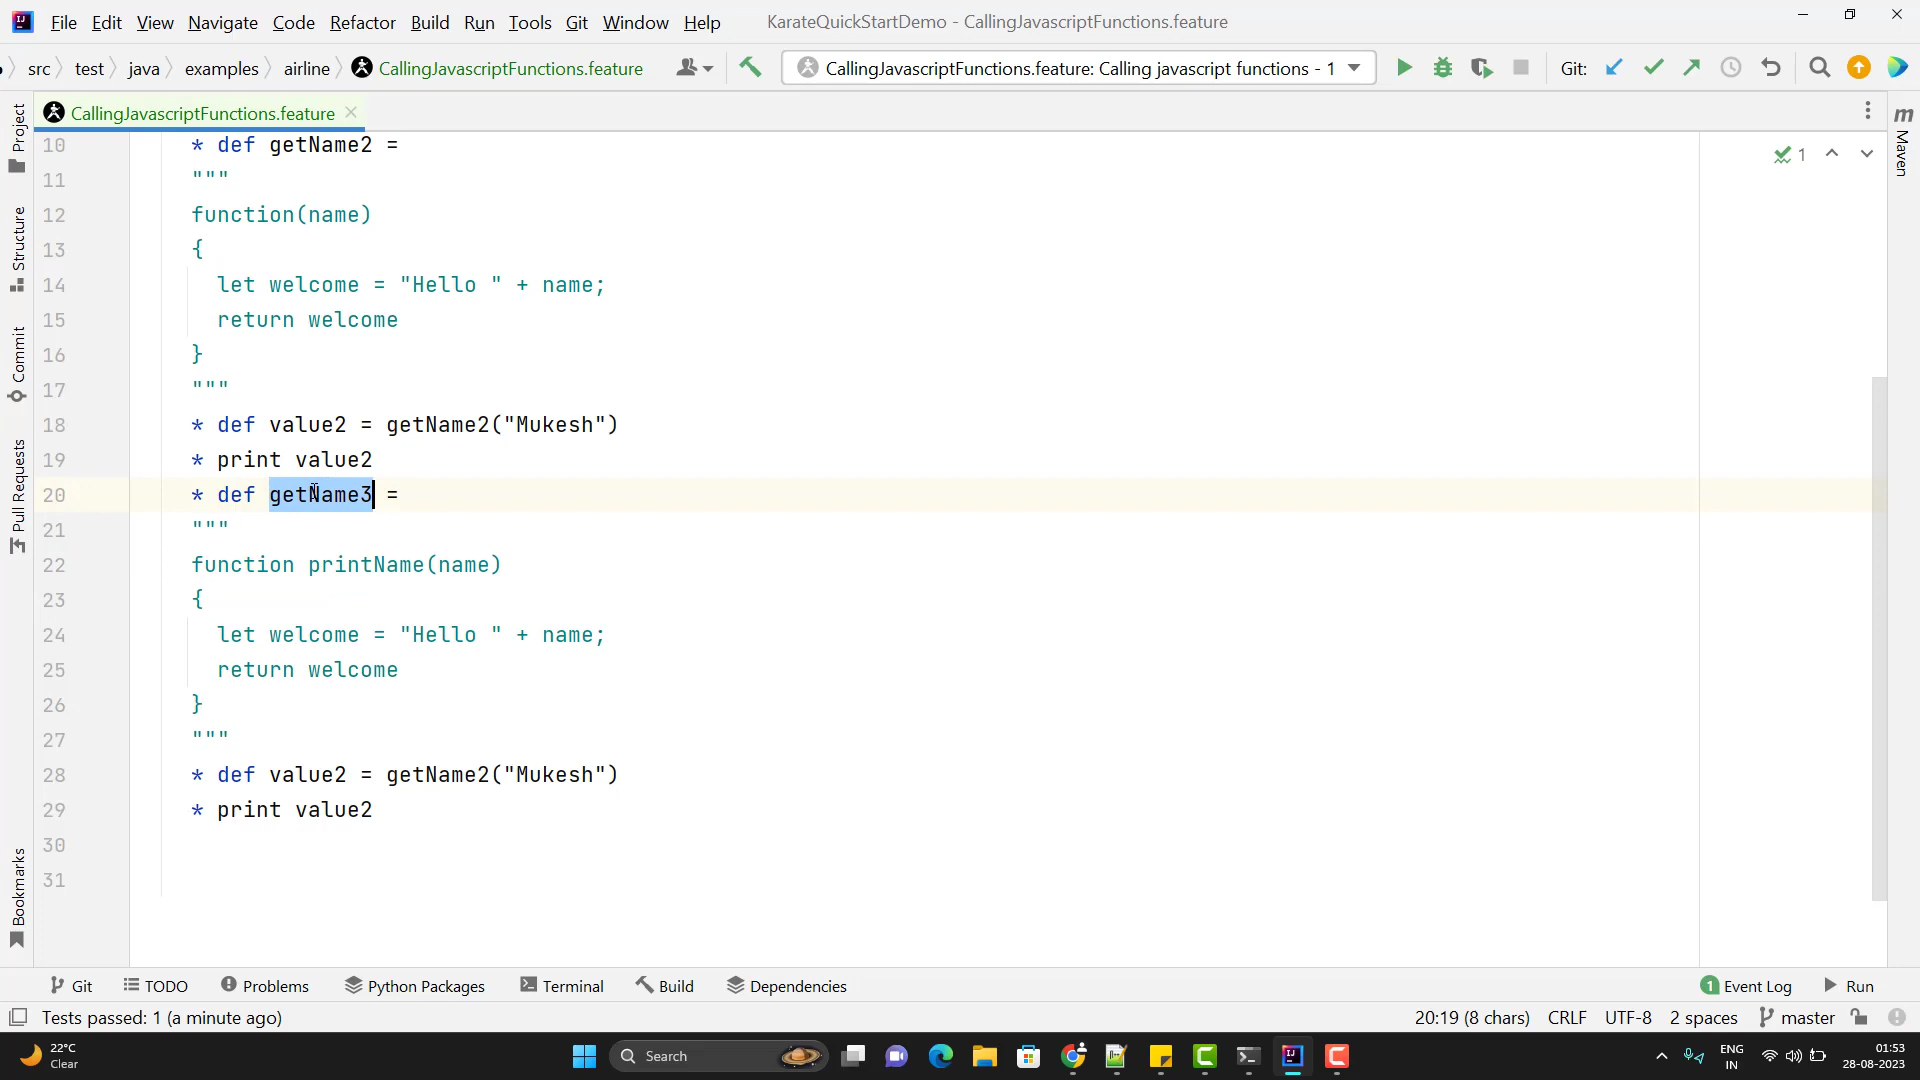 File Edit View Navigate Code Refactor Build Run Tools Git Window Help KarateQuickStartDemo - CallingJavascriptFunctions.feature
src test java examples airline CallingJavascriptFunctions.feature CallingJavascriptFunctions.feature: Calling javascript functions - 1 Git:
CallingJavascriptFunctions.feature
Project
Structure
Commit
Pull Requests
Bookmarks
m Maven
1
10 * def getName2 =
11 """
12 function(name)
13 {
14 let welcome = "Hello " + name;
15 return welcome
16 }
17 """
18 * def value2 = getName2("Mukesh")
19 * print value2
20 * def getName3 =
21 """
22 function printName(name)
23 {
24 let welcome = "Hello " + name;
25 return welcome
26 }
27 """
28 * def value2 = getName2("Mukesh")
29 * print value2
30
31
Git TODO Problems Python Packages Terminal Build Dependencies 1 Event Log Run
Tests passed: 1 (a minute ago) 20:19 (8 chars) CRLF UTF-8 2 spaces master
22°C
Clear
Search
ENG
IN
01:53
28-08-2023